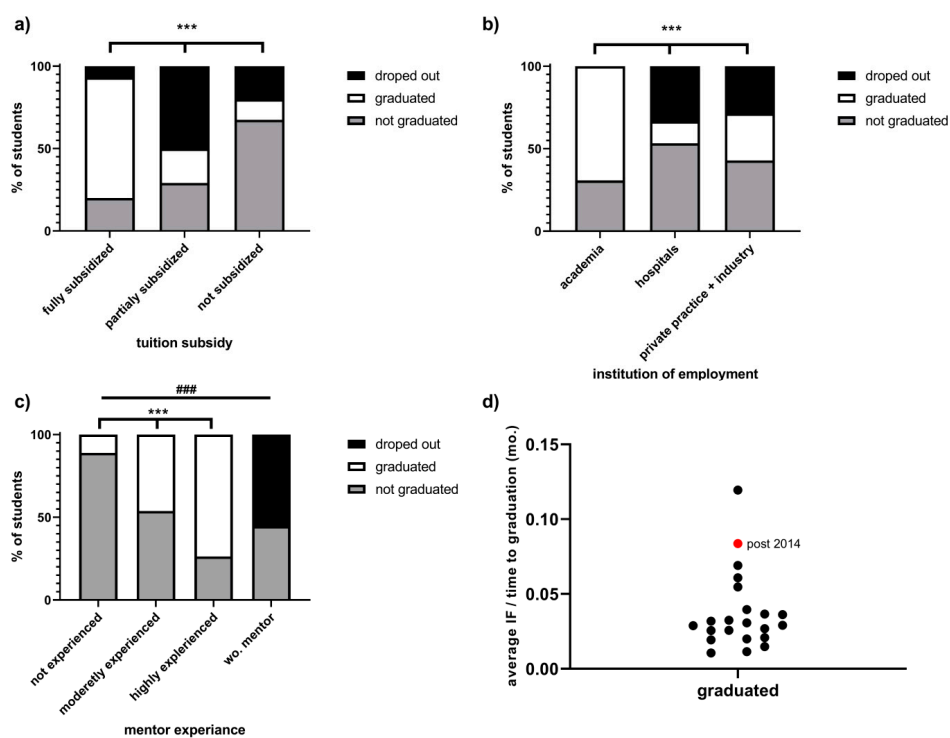 a)
***
100
50
0
% of students
droped out
graduated
not graduated
fully subsidized
partialy subsidized
not subsidized
tuition subsidy
b)
***
100
50
0
% of students
droped out
graduated
not graduated
academia
hospitals
private practice + industry
institution of employment
c)
###
***
100
50
0
% of students
droped out
graduated
not graduated
not experienced
moderetly experienced
highly explerienced
wo. mentor
mentor experiance
d)
0.15
0.10
0.05
0.00
average IF / time to graduation (mo.)
post 2014
graduated